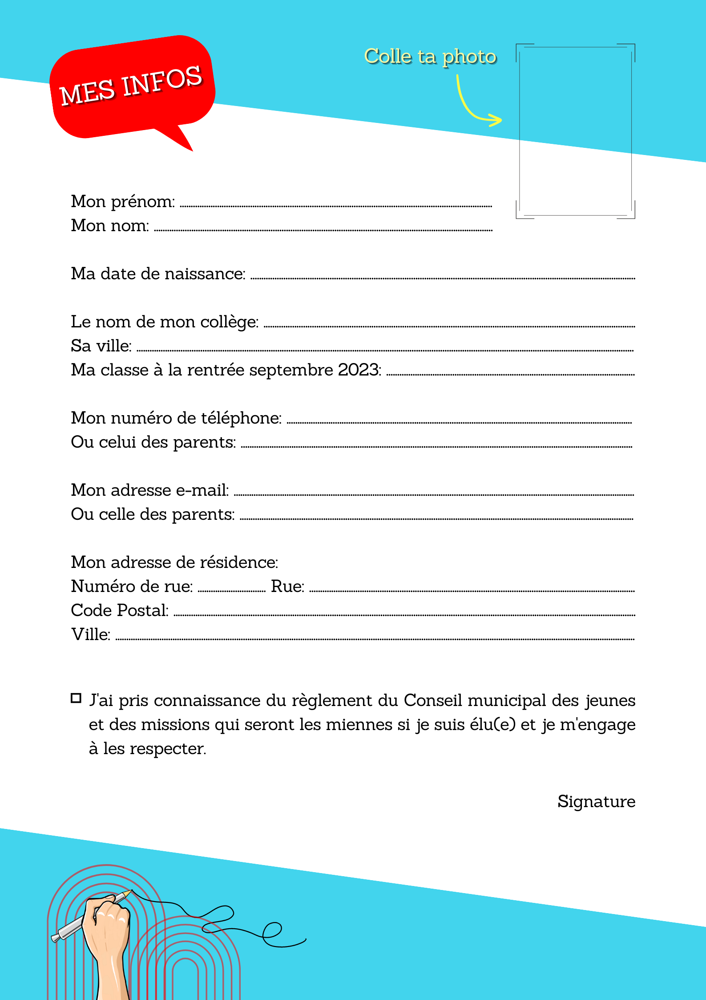 MES INFOS
Colle ta photo
Mon prénom: ........................................
Mon nom: ........................................
Ma date de naissance: ........................................
Le nom de mon collège: ........................................
Sa ville: ........................................
Ma classe à la rentrée septembre 2023: ........................................
Mon numéro de téléphone: ........................................
Ou celui des parents: ........................................
Mon adresse e-mail: ........................................
Ou celle des parents: ........................................
Mon adresse de résidence:
Numéro de rue: ............ Rue: ........................................
Code Postal: ........................................
Ville: ........................................
J'ai pris connaissance du règlement du Conseil municipal des jeunes
et des missions qui seront les miennes si je suis élu(e) et je m'engage
à les respecter.
Signature